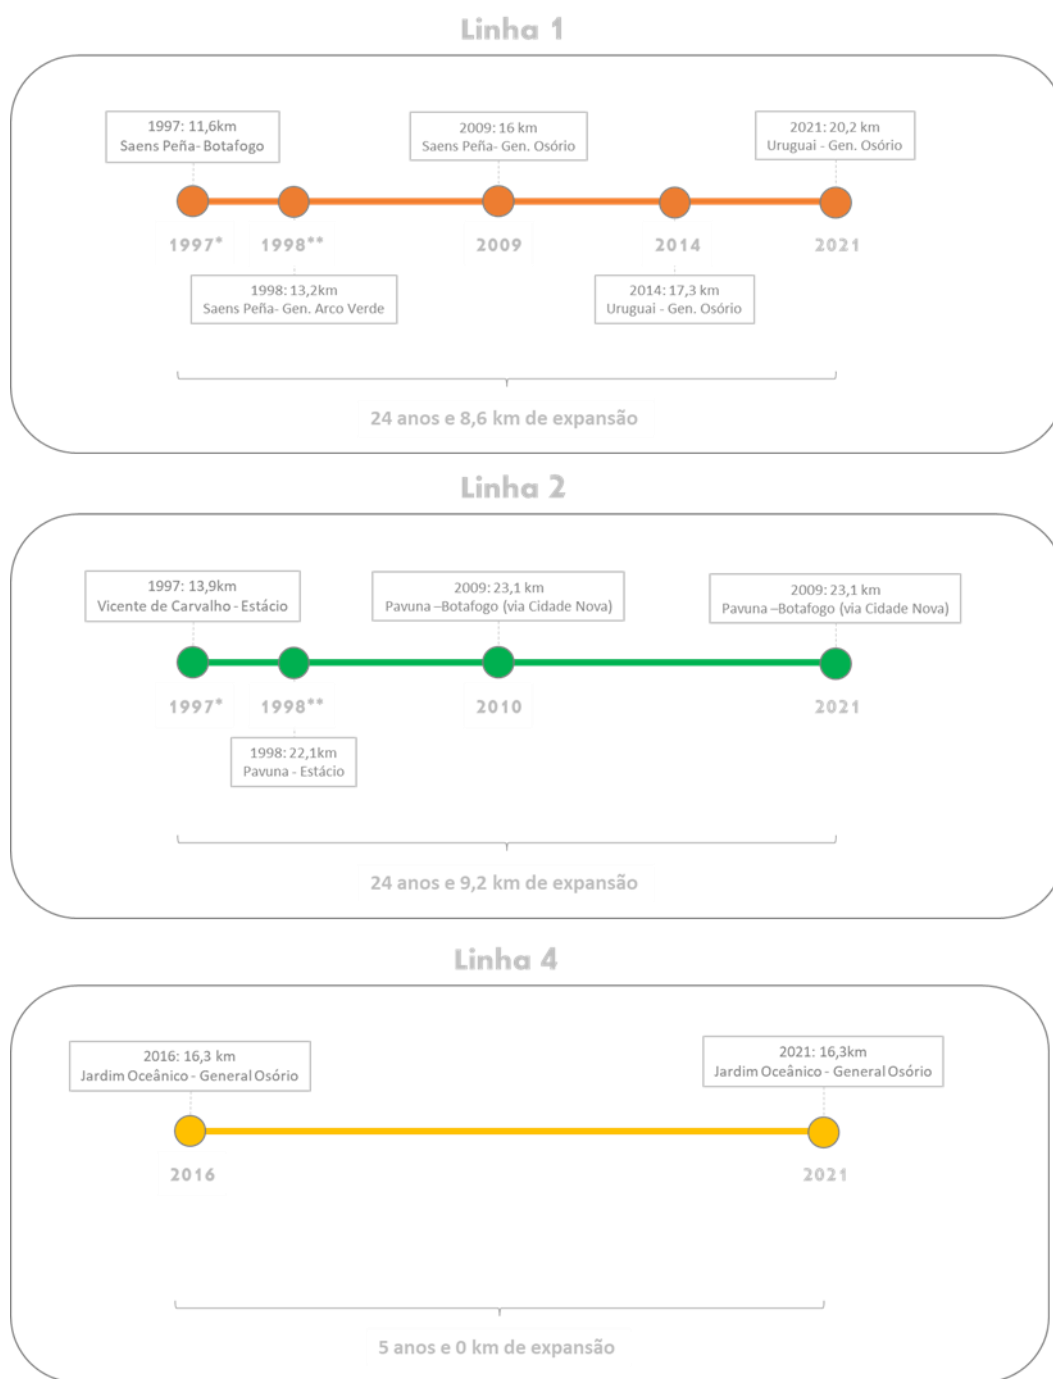 Linha 1
1997: 11,6km
Saens Peña- Botafogo
2009: 16 km
Saens Peña- Gen. Osório
2021: 20,2 km
Uruguai - Gen. Osório
1997*
1998**
2009
2014
2021
1998: 13,2km
Saens Peña- Gen. Arco Verde
2014: 17,3 km
Uruguai - Gen. Osório
24 anos e 8,6 km de expansão
Linha 2
1997: 13,9km
Vicente de Carvalho - Estácio
2009: 23,1 km
Pavuna –Botafogo (via Cidade Nova)
2009: 23,1 km
Pavuna –Botafogo (via Cidade Nova)
1997*
1998**
2010
2021
1998: 22,1km
Pavuna - Estácio
24 anos e 9,2 km de expansão
Linha 4
2016: 16,3 km
Jardim Oceânico - General Osório
2021: 16,3km
Jardim Oceânico - General Osório
2016
2021
5 anos e 0 km de expansão